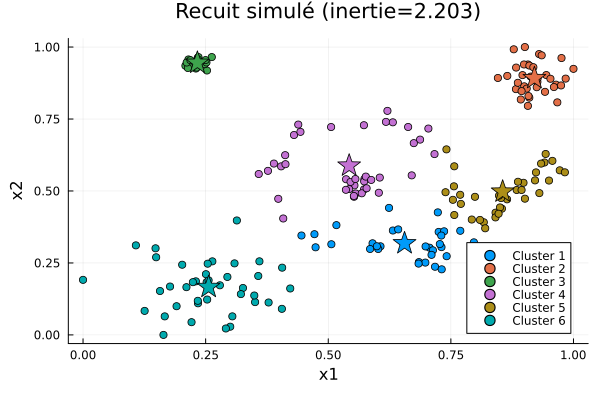 Recuit simulé (inertie=2.203)
1.00
0.75
x2
0.50
0.25
0.00
Cluster 1
Cluster 2
Cluster 3
Cluster 4
Cluster 5
Cluster 6
0.00 0.25 0.50 0.75 1.00
x1